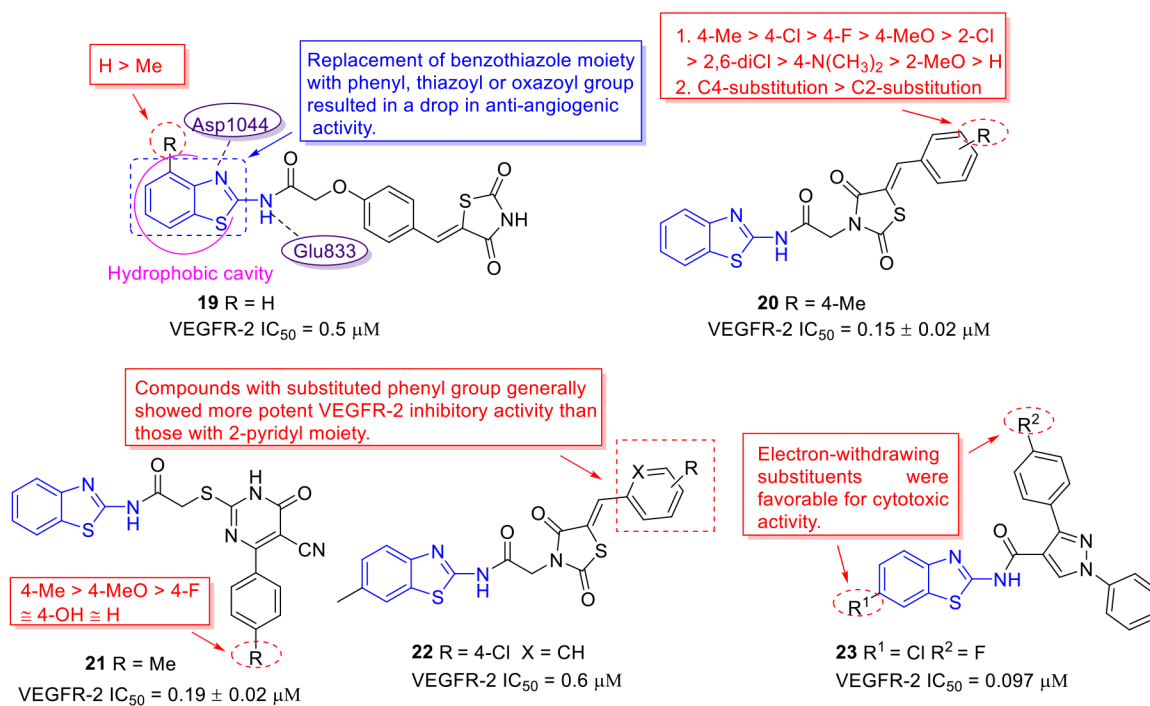 H > Me
Replacement of benzothiazole moiety
with phenyl, thiazoyl or oxazoyl group
resulted in a drop in anti-angiogenic
activity.
1. 4-Me > 4-Cl > 4-F > 4-MeO > 2-Cl
> 2,6-diCl > 4-N(CH₃)₂ > 2-MeO > H
2. C4-substitution > C2-substitution
Asp1044
R
N
S
N
H
O
O
S
O
NH
O
Glu833
Hydrophobic cavity
19 R = H
VEGFR-2 IC₅₀ = 0.5 μM
R
O
S
N
O
O
NH
N
S
20 R = 4-Me
VEGFR-2 IC₅₀ = 0.15 ± 0.02 μM
Compounds with substituted phenyl group generally
showed more potent VEGFR-2 inhibitory activity than
those with 2-pyridyl moiety.
N
S
NH
O
S
H
N
O
N
CN
R
4-Me > 4-MeO > 4-F
≅ 4-OH ≅ H
21 R = Me
VEGFR-2 IC₅₀ = 0.19 ± 0.02 μM
X
R
O
S
N
O
O
NH
N
S
22 R = 4-Cl X = CH
VEGFR-2 IC₅₀ = 0.6 μM
Electron-withdrawing
substituents were
favorable for cytotoxic
activity.
R²
N
N
O
NH
N
S
R¹
23 R¹ = Cl R² = F
VEGFR-2 IC₅₀ = 0.097 μM